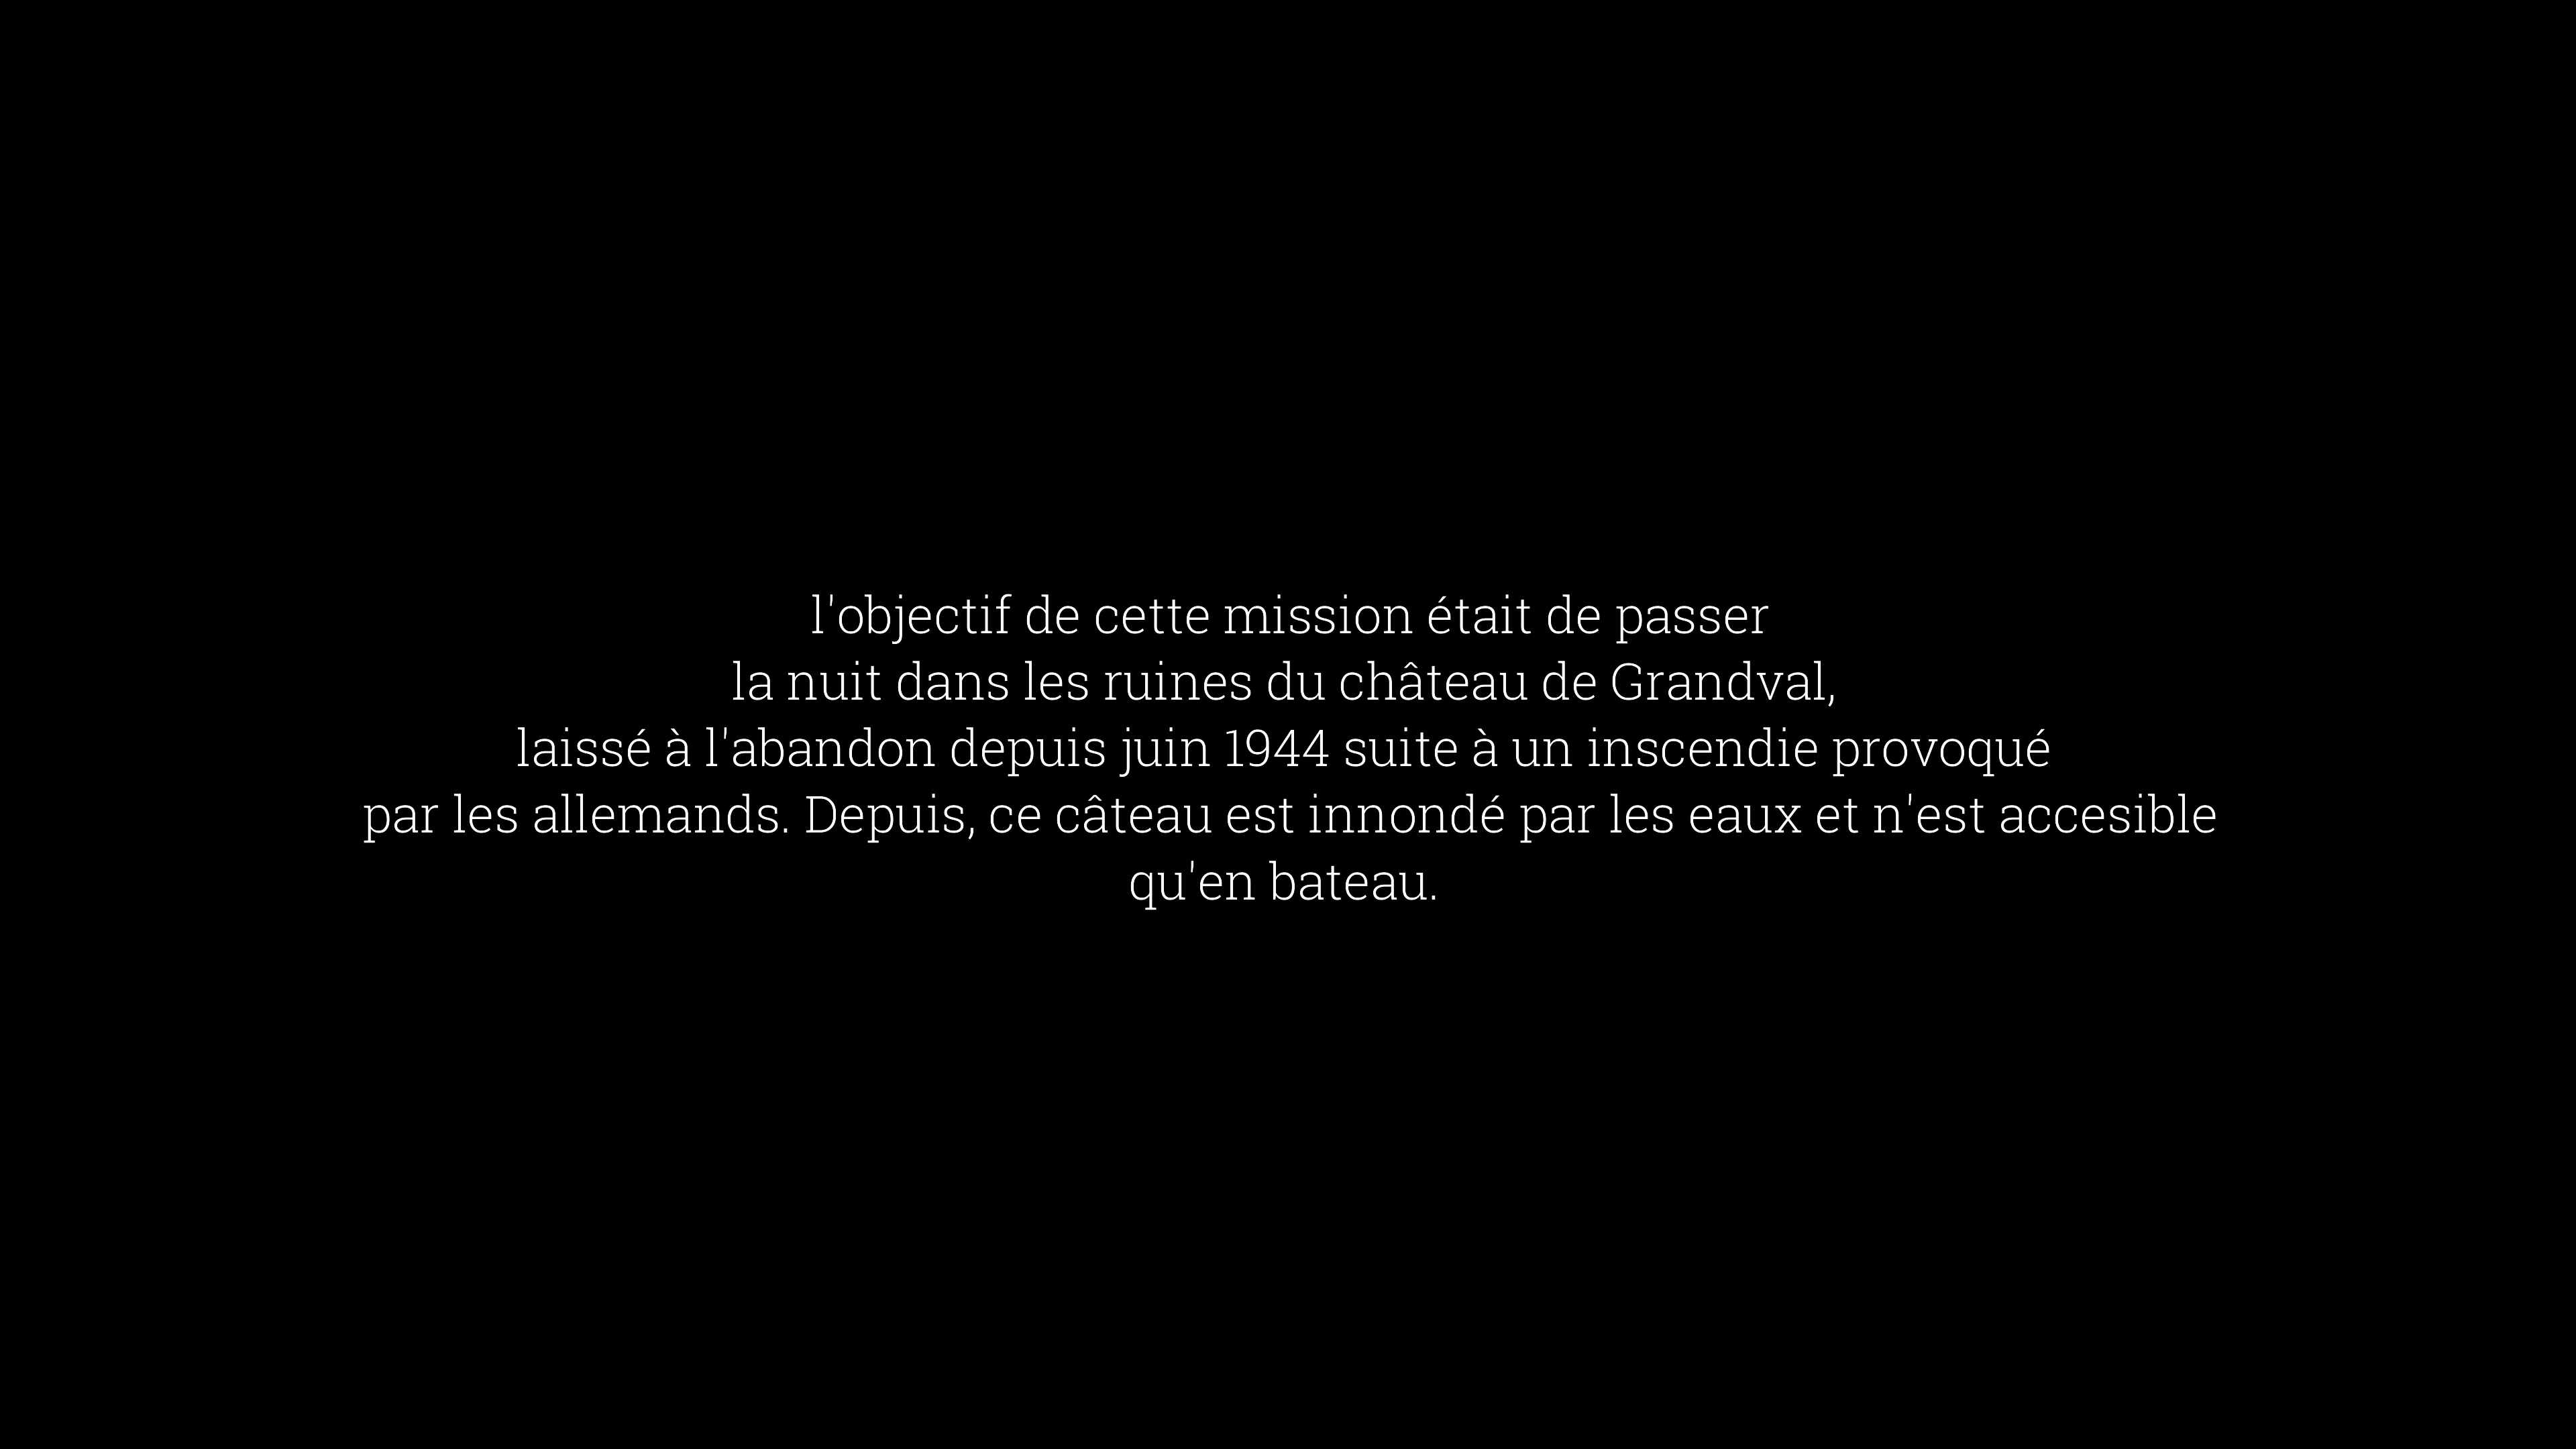 l'objectif de cette mission était de passer
la nuit dans les ruines du château de Grandval,
laissé à l'abandon depuis juin 1944 suite à un inscendie provoqué
par les allemands. Depuis, ce câteau est innondé par les eaux et n'est accesible
qu'en bateau.